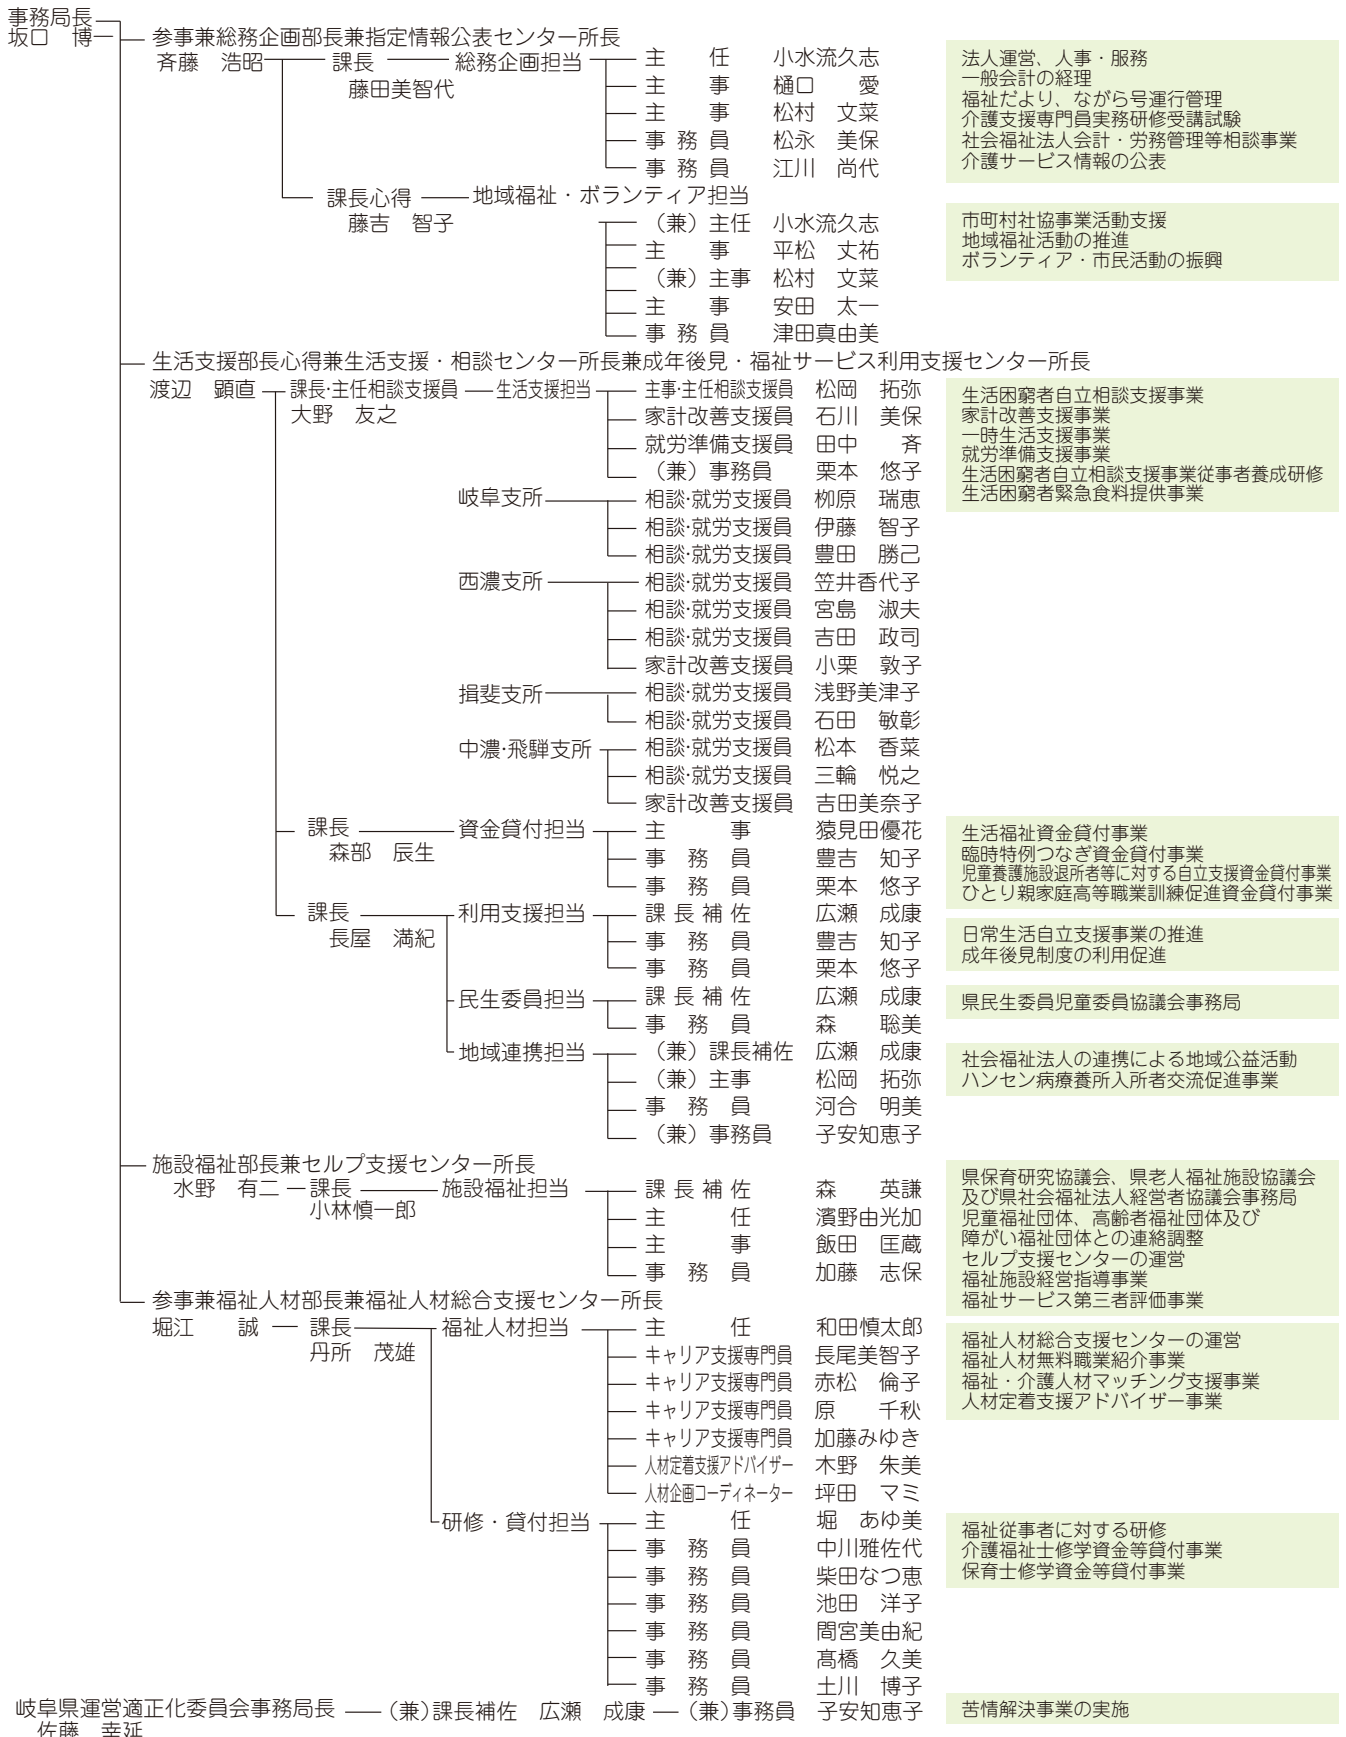 事務局長
坂口　博
参事兼総務企画部長兼指定情報公表センター所長
斉藤　浩昭　課長　総務企画担当
藤田美智代
主　任　小水流久志
主　事　樋口　愛
主　事　松村　文菜
事務員　松永　美保
事務員　江川　尚代
法人運営、人事・服務
一般会計の経理
福祉だより、ながら号運行管理
介護支援専門員実務研修受講試験
社会福祉法人会計・労務管理等相談事業
介護サービス情報の公表
課長心得　地域福祉・ボランティア担当
藤吉　智子
（兼）主任　小水流久志
主　事　平松　丈祐
（兼）主事　松村　文菜
主　事　安田　太一
事務員　津田真由美
市町村社協事業活動支援
地域福祉活動の推進
ボランティア・市民活動の振興
生活支援部長心得兼生活支援・相談センター所長兼成年後見・福祉サービス利用支援センター所長
渡辺　顕直　課長・主任相談支援員　生活支援担当
大野　友之
主事・主任相談支援員　松岡　拓弥
家計改善支援員　石川　美保
就労準備支援員　田中　斉
（兼）事務員　栗本　悠子
生活困窮者自立相談支援事業
家計改善支援事業
一時生活支援事業
就労準備支援事業
生活困窮者自立相談支援事業従事者養成研修
生活困窮者緊急食料提供事業
岐阜支所　相談・就労支援員　栁原　瑞恵
相談・就労支援員　伊藤　智子
相談・就労支援員　豊田　勝己
西濃支所　相談・就労支援員　笠井香代子
相談・就労支援員　宮島　淑夫
相談・就労支援員　吉田　政司
家計改善支援員　小栗　敦子
揖斐支所　相談・就労支援員　浅野美津子
相談・就労支援員　石田　敏彰
中濃・飛騨支所　相談・就労支援員　松本　香菜
相談・就労支援員　三輪　悦之
家計改善支援員　吉田美奈子
課長　資金貸付担当　主　事　猿見田優花
森部　辰生
事務員　豊吉　知子
事務員　栗本　悠子
生活福祉資金貸付事業
臨時特例つなぎ資金貸付事業
児童養護施設退所者等に対する自立支援資金貸付事業
ひとり親家庭高等職業訓練促進資金貸付事業
課長　利用支援担当　課長補佐　広瀬　成康
長屋　満紀
事務員　豊吉　知子
事務員　栗本　悠子
日常生活自立支援事業の推進
成年後見制度の利用促進
民生委員担当　課長補佐　広瀬　成康
事務員　森　聡美
県民生委員児童委員協議会事務局
地域連携担当　（兼）課長補佐　広瀬　成康
（兼）主事　松岡　拓弥
事務員　河合　明美
（兼）事務員　子安知恵子
社会福祉法人の連携による地域公益活動
ハンセン病療養所入所者交流促進事業
施設福祉部長兼セルプ支援センター所長
水野　有二　課長　施設福祉担当
小林慎一郎
課長補佐　森　英謙
主　任　濱野由光加
主　事　飯田　匡蔵
事務員　加藤　志保
県保育研究協議会、県老人福祉施設協議会
及び県社会福祉法人経営者協議会事務局
児童福祉団体、高齢者福祉団体及び
障がい福祉団体との連絡調整
セルプ支援センターの運営
福祉施設経営指導事業
福祉サービス第三者評価事業
参事兼福祉人材部長兼福祉人材総合支援センター所長
堀江　誠　課長　福祉人材担当
丹所　茂雄
主　任　和田慎太郎
キャリア支援専門員　長尾美智子
キャリア支援専門員　赤松　倫子
キャリア支援専門員　原　千秋
キャリア支援専門員　加藤みゆき
人材定着支援アドバイザー　木野　朱美
人材企画コーディネーター　坪田　マミ
福祉人材総合支援センターの運営
福祉人材無料職業紹介事業
福祉・介護人材マッチング支援事業
人材定着支援アドバイザー事業
研修・貸付担当　主　任　堀　あゆ美
事務員　中川雅佐代
事務員　柴田なつ恵
事務員　池田　洋子
事務員　間宮美由紀
事務員　髙橋　久美
事務員　土川　博子
福祉従事者に対する研修
介護福祉士修学資金等貸付事業
保育士修学資金等貸付事業
岐阜県運営適正化委員会事務局長　（兼）課長補佐　広瀬　成康　（兼）事務員　子安知恵子
佐藤　幸延
苦情解決事業の実施